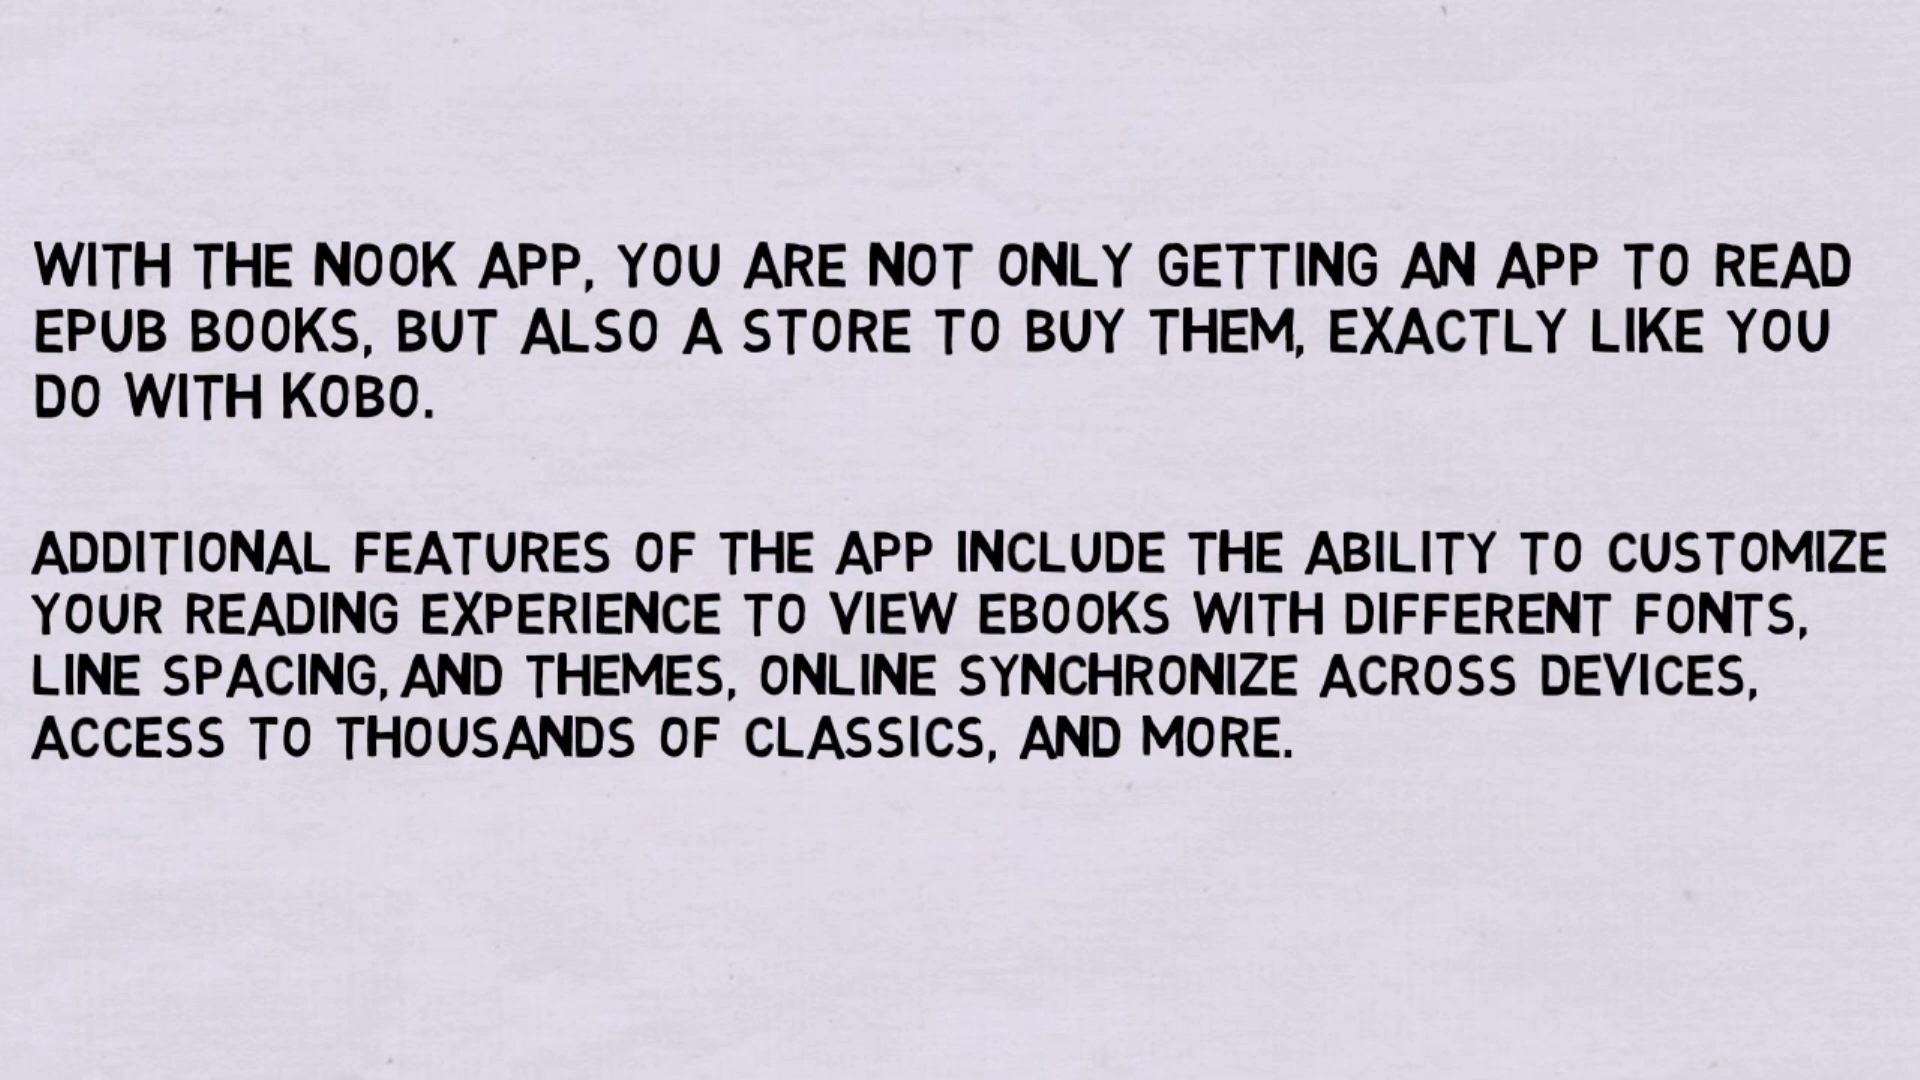 WITH THE NOOK APP, YOU ARE NOT ONLY GETTING AN APP TO READ
EPUB BOOKS, BUT ALSO A STORE TO BUY THEM, EXACTLY LIKE YOU
DO WITH KOBO.
ADDITIONAL FEATURES OF THE APP INCLUDE THE ABILITY TO CUSTOMIZE
YOUR READING EXPERIENCE TO VIEW EBOOKS WITH DIFFERENT FONTS,
LINE SPACING, AND THEMES, ONLINE SYNCHRONIZE ACROSS DEVICES,
ACCESS TO THOUSANDS OF CLASSICS, AND MORE.